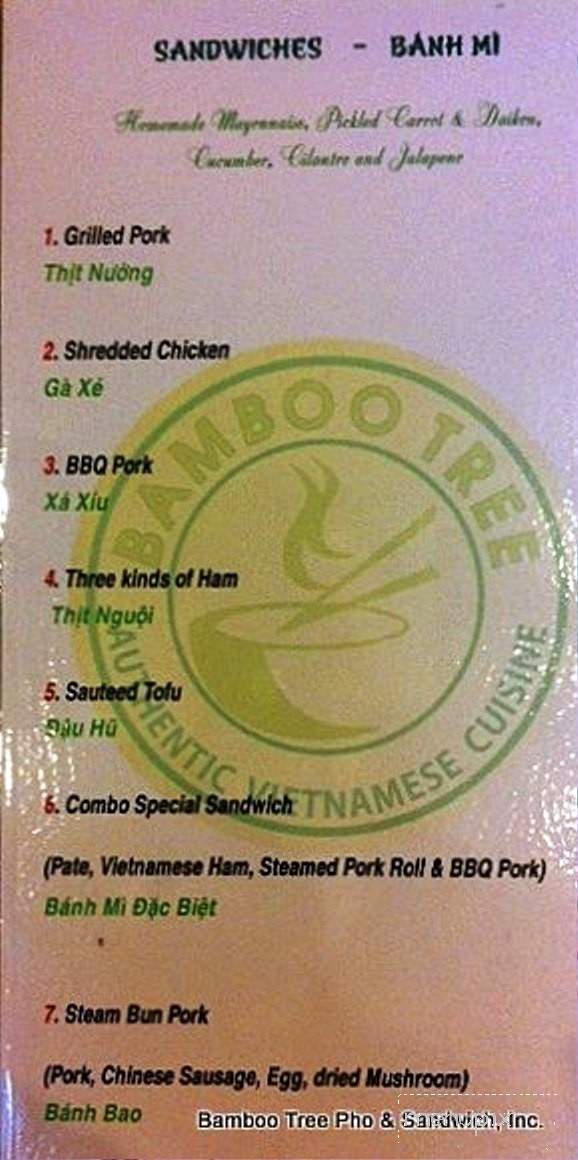 SANDWICHES - BÁNH MÌ
Homemade Mayonnaise, Pickled Carrot & Daikon,
Cucumber, Cilantro and Jalapeno
1. Grilled Pork
Thịt Nướng
2. Shredded Chicken
Gà Xé
3. BBQ Pork
Xá Xíu
4. Three kinds of Ham
Thịt Nguội
5. Sauteed Tofu
Đậu Hũ
6. Combo Special Sandwich
(Pate, Vietnamese Ham, Steamed Pork Roll & BBQ Pork)
Bánh Mì Đặc Biệt
7. Steam Bun Pork
(Pork, Chinese Sausage, Egg, dried Mushroom)
Bánh Bao
BAMBOO TREE
AUTHENTIC VIETNAMESE CUISINE
Bamboo Tree Pho & Sandwish, Inc.